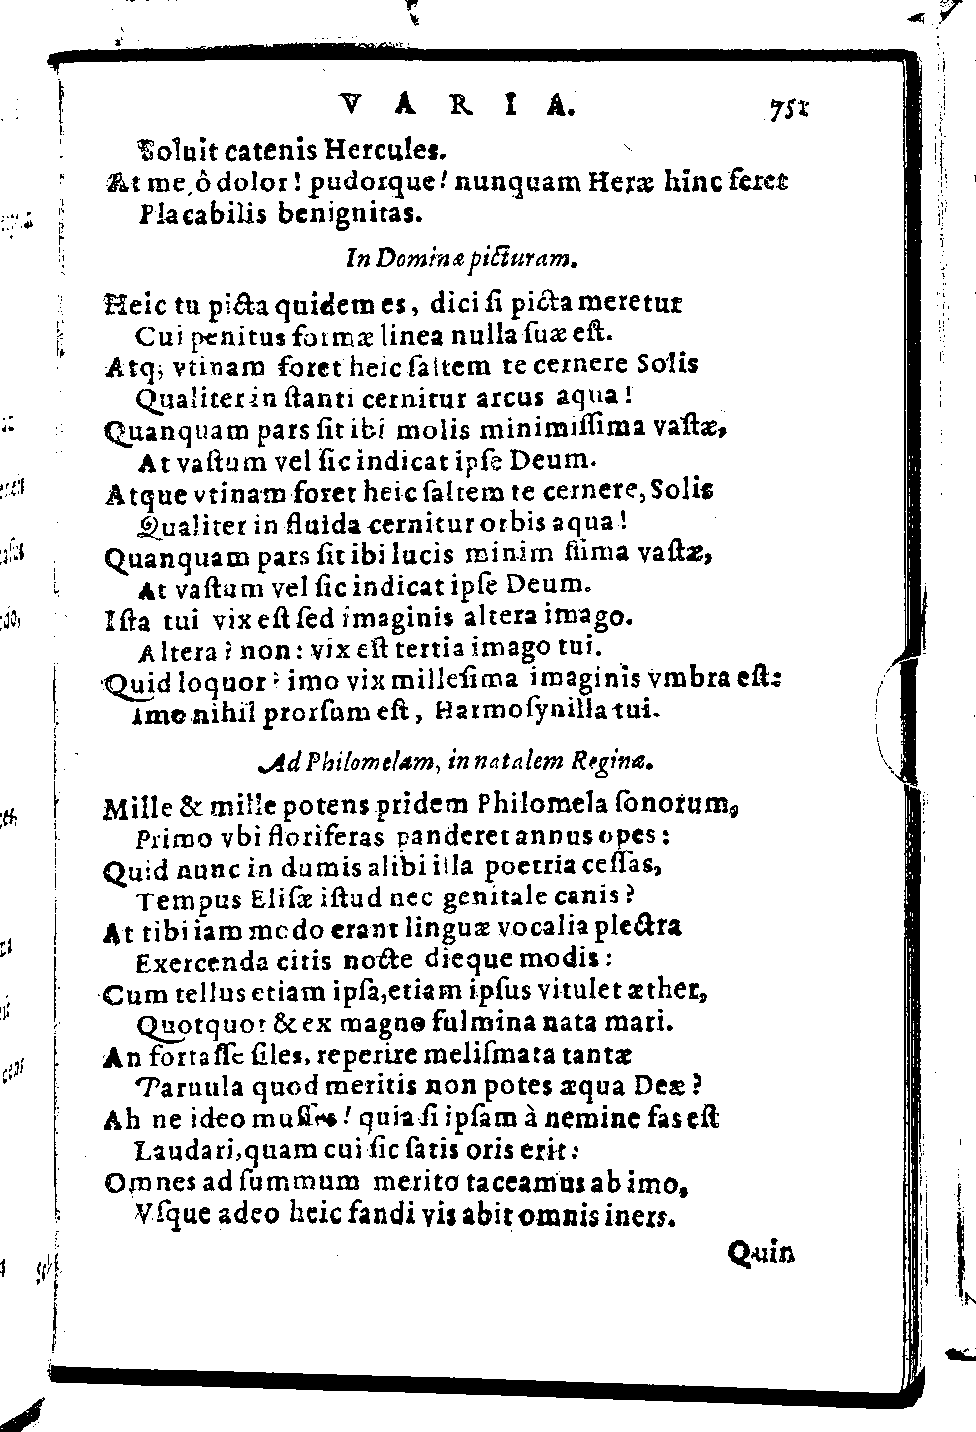 VARIA. 751
Soluit catenis Hercules.
At me, ô dolor! pudorque! nunquam Heræ hinc feret
Placabilis benignitas.
In Dominæ picturam.
Heic tu picta quidem es, dici si picta meretur
Cui penitus formæ linea nulla suæ est.
Atq; vtinam foret heic saltem te cernere Solis
Qualiter in stanti cernitur arcus aqua!
Quanquam pars sit ibi molis minimissima vastæ,
At vastum vel sic indicat ipse Deum.
Atque vtinam foret heic saltem te cernere, Solis
Qualiter in fluida cernitur orbis aqua!
Quanquam pars sit ibi lucis minimissima vastæ,
At vastum vel sic indicat ipse Deum.
Ista tui vix est sed imaginis altera imago.
Altera? non: vix est tertia imago tui.
Quid loquor? imo vix millesima imaginis vmbra est:
Imo nihil prorsum est, Harmosynilla tui.
Ad Philomelam, in natalem Reginæ.
Mille & mille potens pridem Philomela sonorum,
Primo vbi floriferas panderet annus opes:
Quid nunc in dumis alibi illa poetria cessas,
Tempus Elisæ istud nec genitale canis?
At tibi iam modo erant linguæ vocalia plectra
Exercenda citis nocte dieque modis:
Cum tellus etiam ipsa, etiam ipsus vitulet æther,
Quotquot & ex magno fulmina nata mari.
An fortasse siles, reperire melismata tantæ
Paruula quod meritis non potes æqua Deæ?
Ah ne ideo musses! quia si ipsam à nemine fas est
Laudari, quam cui sic satis oris erit:
Omnes ad summum merito taceamus ab imo,
Vsque adeo heic fandi vis abit omnis iners.
Quin